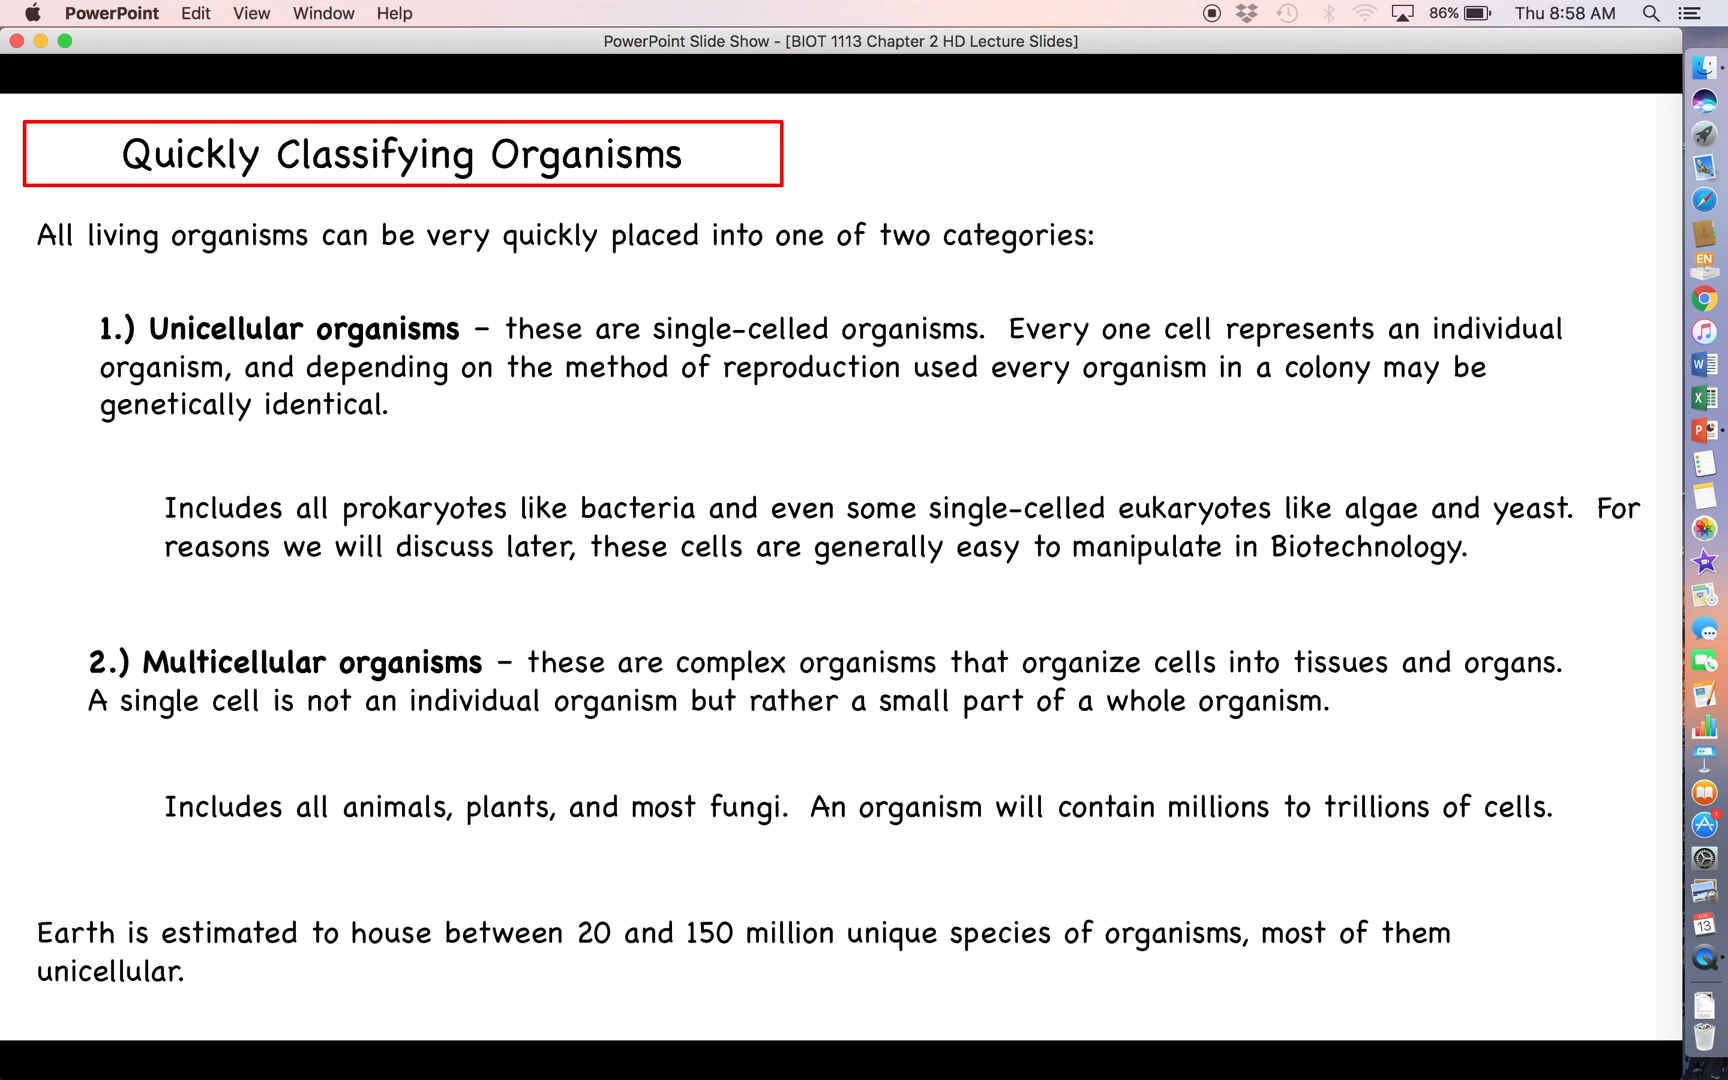 PowerPoint Edit View Window Help 86% Thu 8:58 AM
PowerPoint Slide Show - [BIOT 1113 Chapter 2 HD Lecture Slides]
Quickly Classifying Organisms
All living organisms can be very quickly placed into one of two categories:
1.) Unicellular organisms – these are single-celled organisms. Every one cell represents an individual
organism, and depending on the method of reproduction used every organism in a colony may be
genetically identical.
Includes all prokaryotes like bacteria and even some single-celled eukaryotes like algae and yeast. For
reasons we will discuss later, these cells are generally easy to manipulate in Biotechnology.
2.) Multicellular organisms – these are complex organisms that organize cells into tissues and organs.
A single cell is not an individual organism but rather a small part of a whole organism.
Includes all animals, plants, and most fungi. An organism will contain millions to trillions of cells.
Earth is estimated to house between 20 and 150 million unique species of organisms, most of them
unicellular.
EN
W
X
P
1
AUG
13